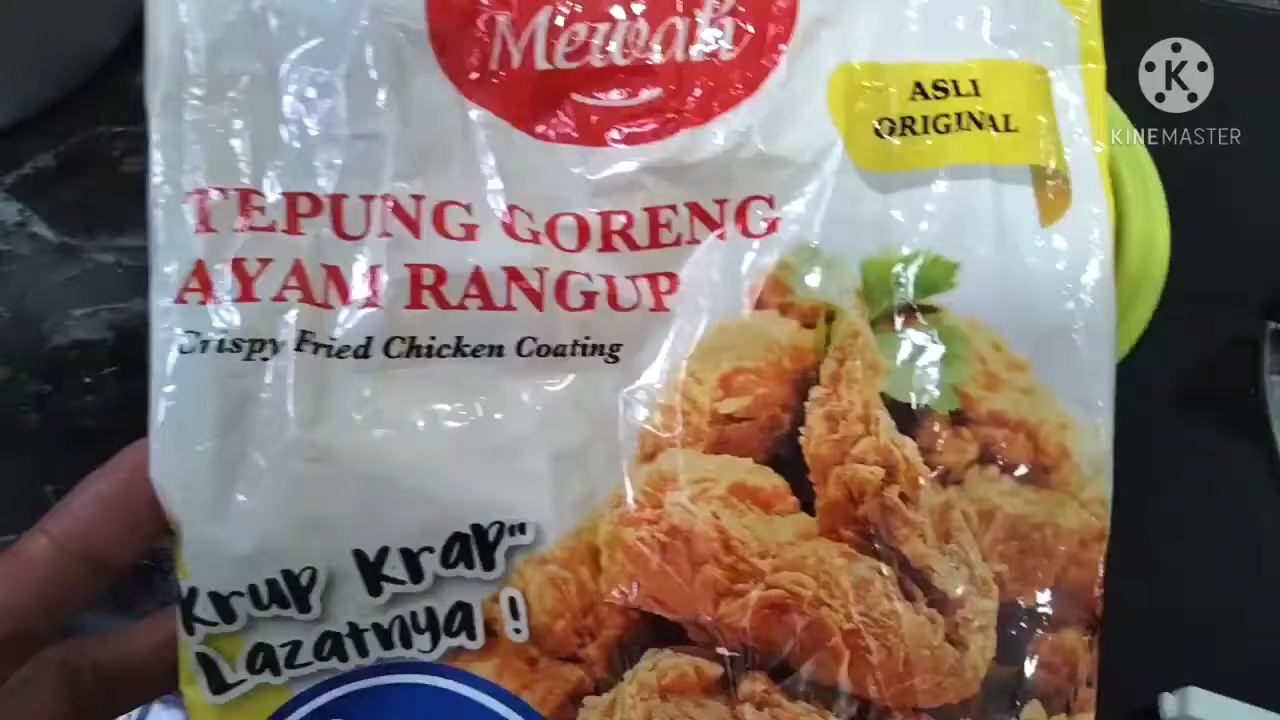 Mewah
ASLI
ORIGINAL
KINEMASTER
TEPUNG GORENG
AYAM RANGUP
Crispy Fried Chicken Coating
Krup Krap"
Lazatnya !